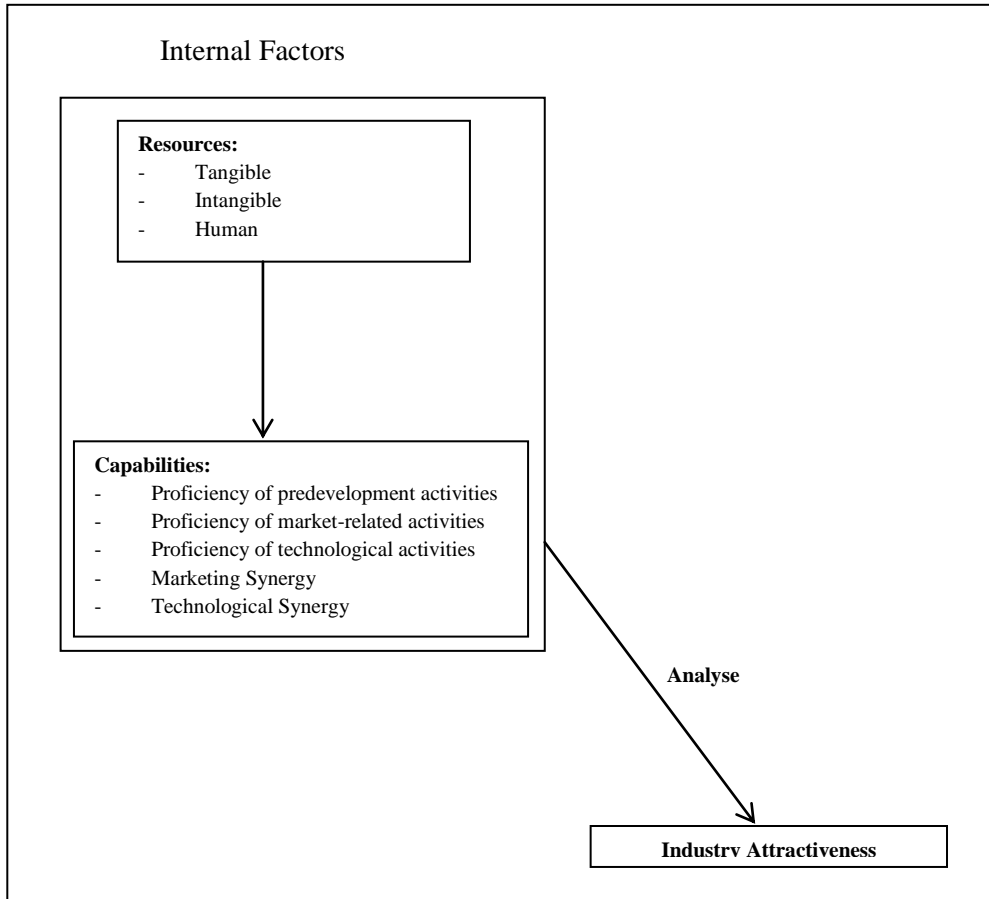 Internal Factors
Resources:
- Tangible
- Intangible
- Human
Capabilities:
- Proficiency of predevelopment activities
- Proficiency of market-related activities
- Proficiency of technological activities
- Marketing Synergy
- Technological Synergy
Analyse
Industry Attractiveness